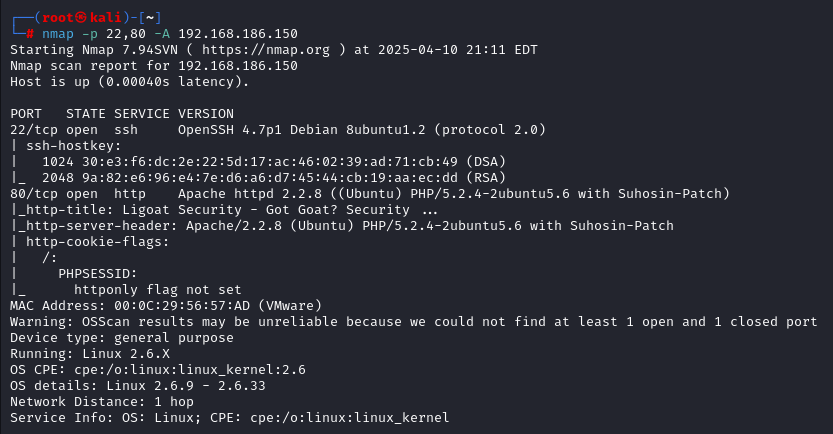 ┌──(root㉿kali)-[~]
└─# nmap -p 22,80 -A 192.168.186.150
Starting Nmap 7.94SVN ( https://nmap.org ) at 2025-04-10 21:11 EDT
Nmap scan report for 192.168.186.150
Host is up (0.00040s latency).

PORT   STATE SERVICE VERSION
22/tcp open  ssh     OpenSSH 4.7p1 Debian 8ubuntu1.2 (protocol 2.0)
| ssh-hostkey:
|   1024 30:e3:f6:dc:2e:22:5d:17:ac:46:02:39:ad:71:cb:49 (DSA)
|_  2048 9a:82:e6:96:e4:7e:d6:a6:d7:45:44:cb:19:aa:ec:dd (RSA)
80/tcp open  http    Apache httpd 2.2.8 ((Ubuntu) PHP/5.2.4-2ubuntu5.6 with Suhosin-Patch)
|_http-title: Ligoat Security - Got Goat? Security ...
|_http-server-header: Apache/2.2.8 (Ubuntu) PHP/5.2.4-2ubuntu5.6 with Suhosin-Patch
| http-cookie-flags:
|   /:
|     PHPSESSID:
|_      httponly flag not set
MAC Address: 00:0C:29:56:57:AD (VMware)
Warning: OSScan results may be unreliable because we could not find at least 1 open and 1 closed port
Device type: general purpose
Running: Linux 2.6.X
OS CPE: cpe:/o:linux:linux_kernel:2.6
OS details: Linux 2.6.9 - 2.6.33
Network Distance: 1 hop
Service Info: OS: Linux; CPE: cpe:/o:linux:linux_kernel